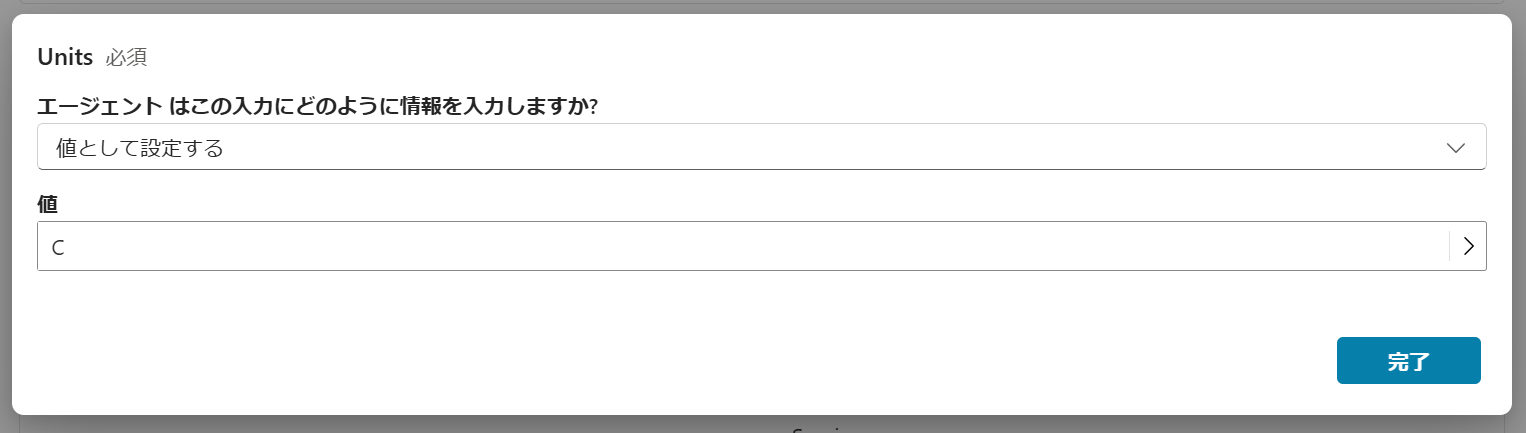 Units 必須
エージェント はこの入力にどのように情報を入力しますか?
値として設定する
値
C
完了